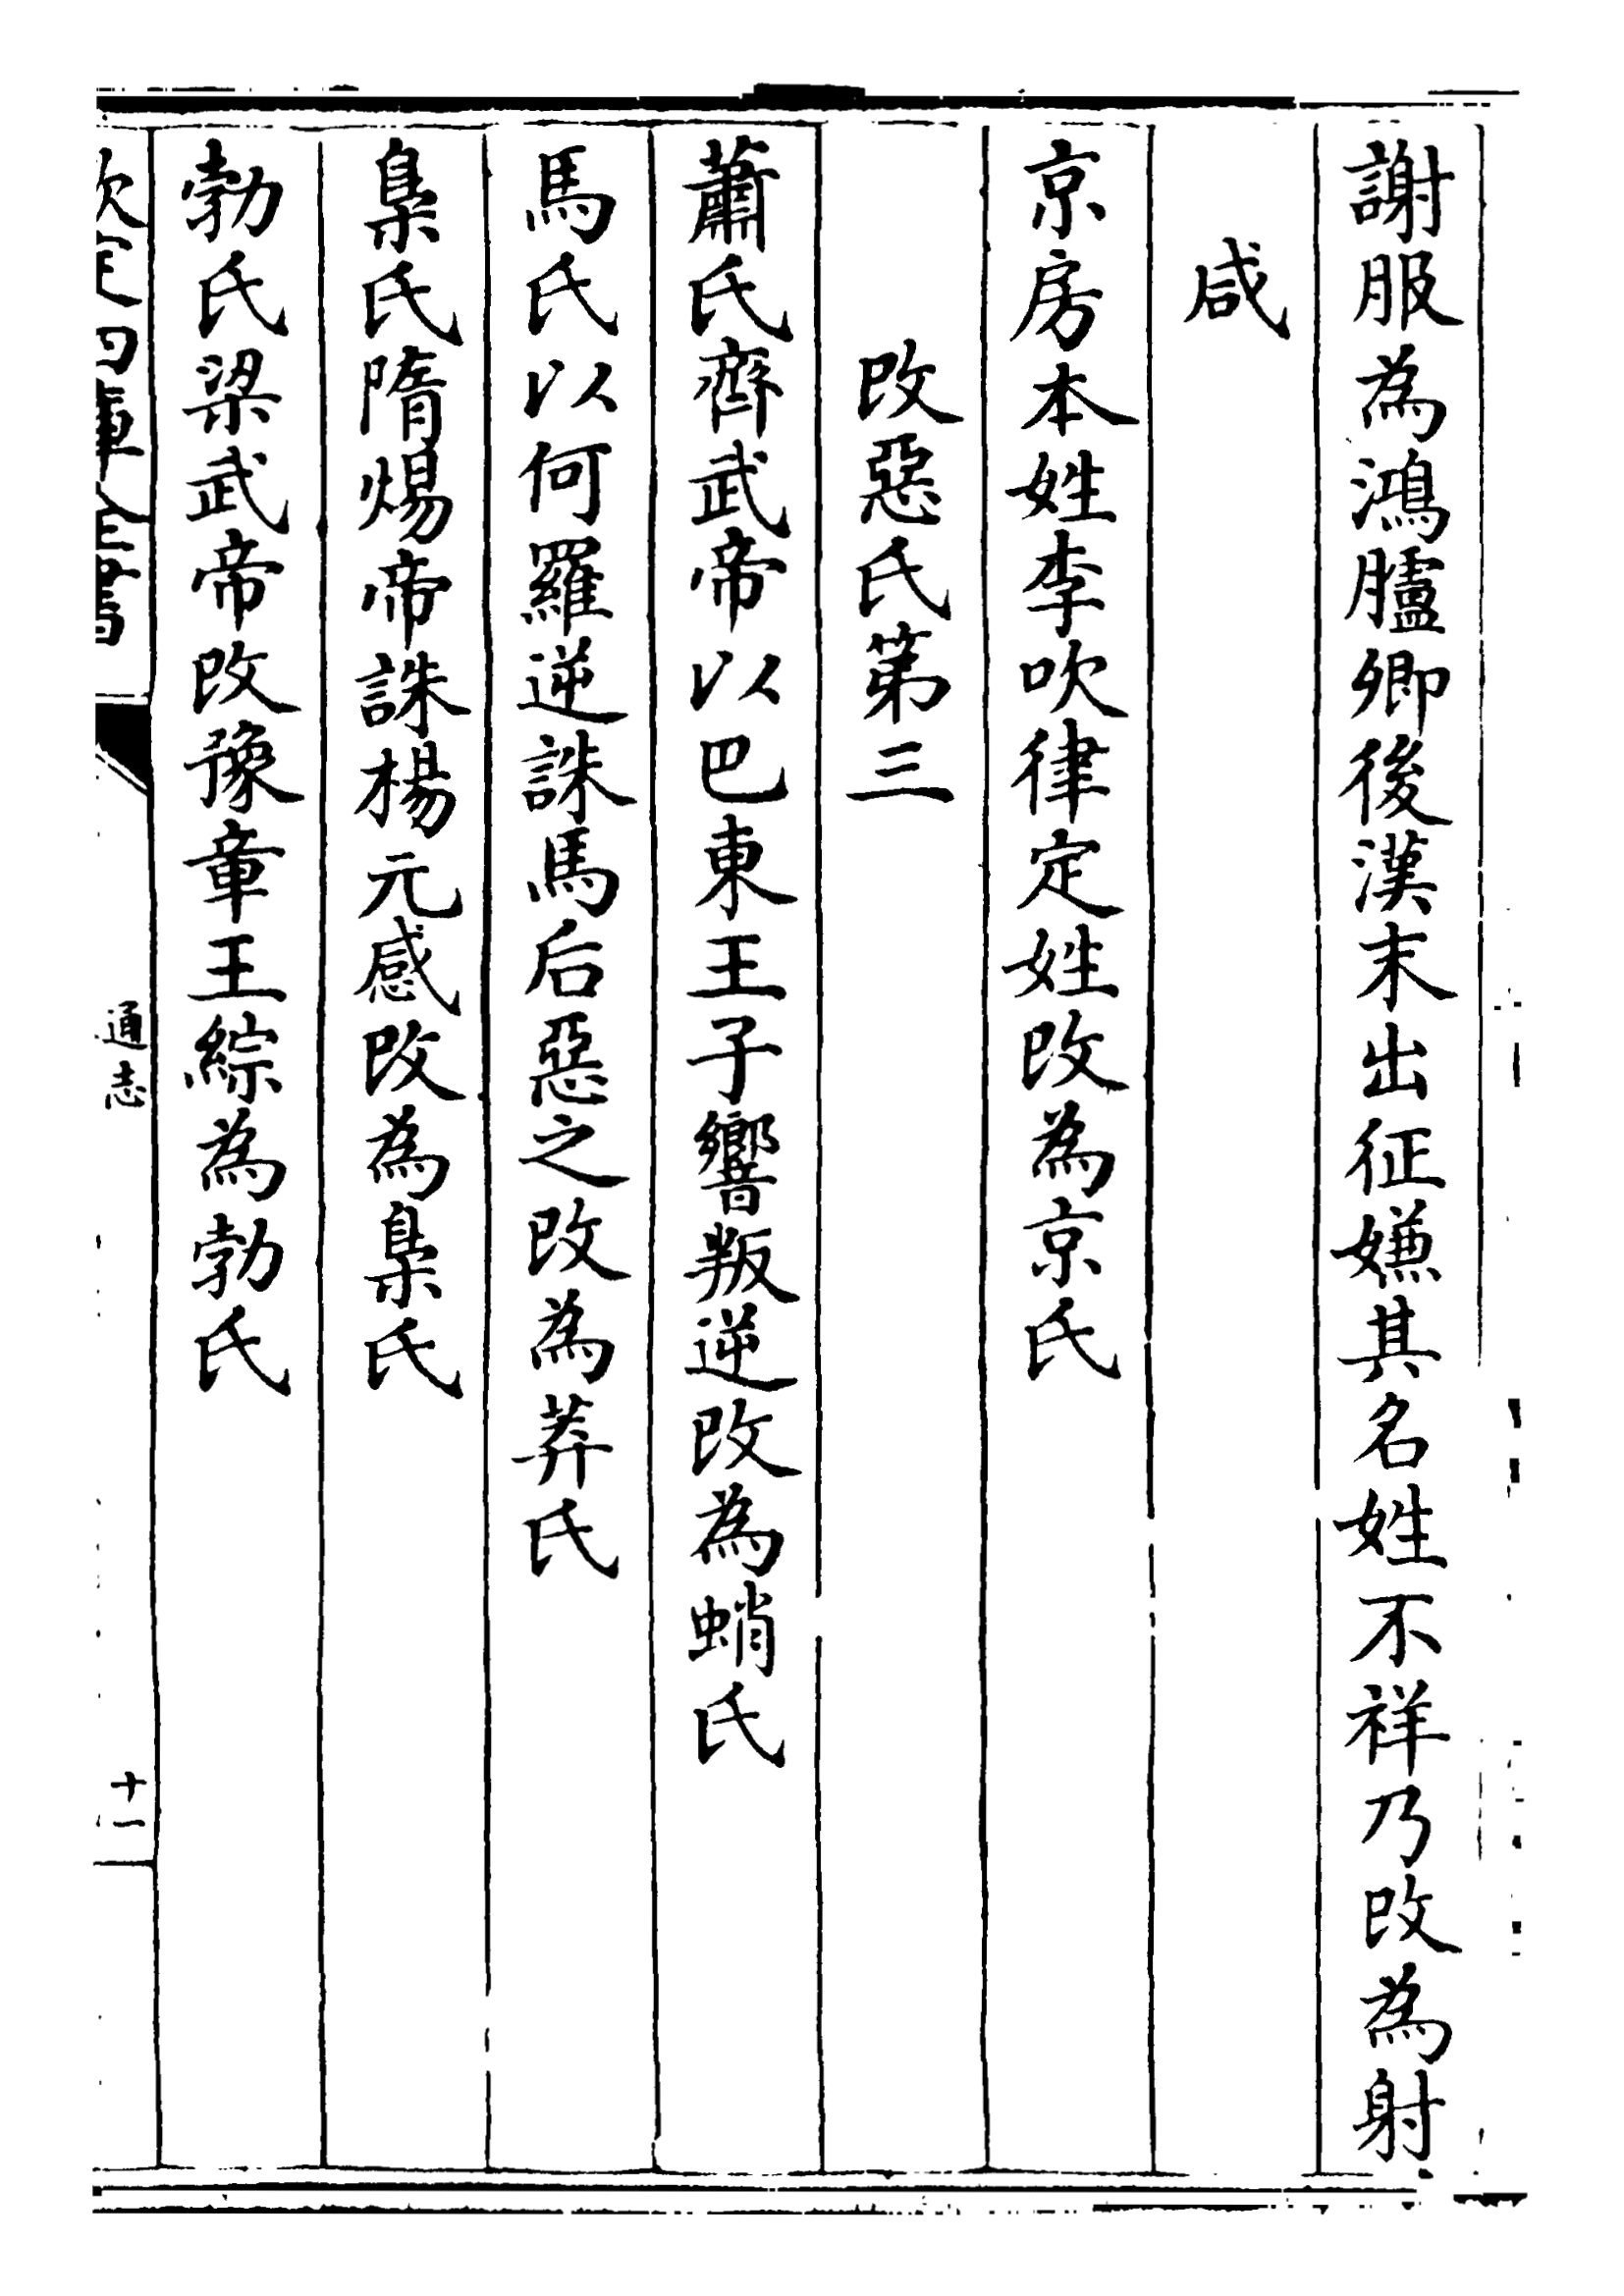 謝服為鴻臚卿後漢末出征嫌其名姓不祥乃改為射
咸
京房本姓李吹律定姓改為京氏
改惡氏第三
蕭氏齊武帝以巴東王子響叛逆改為蛸氏
馬氏以何羅逆誅馬后惡之改為莽氏
梟氏隋煬帝誅楊元感改為梟氏
勃氏梁武帝改豫章王綜為勃氏
欽定四庫全書
通志
十一